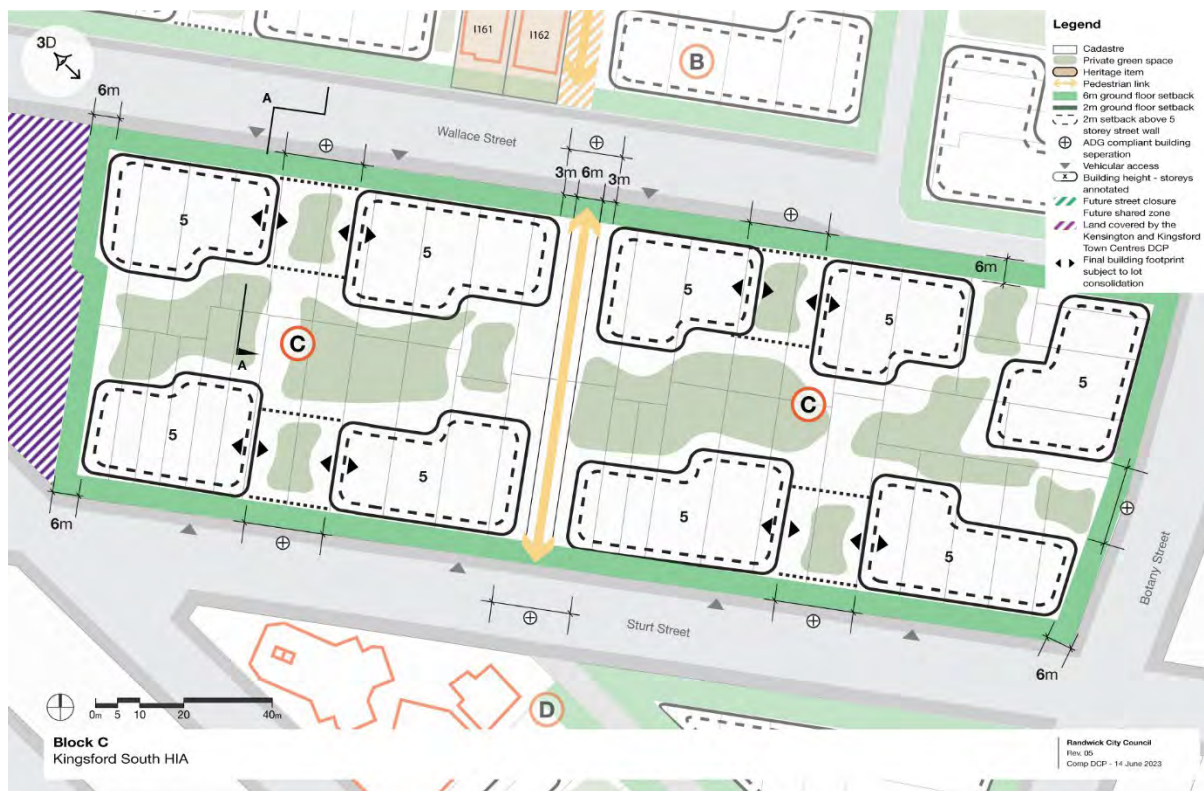 3D
I161
I162
B
Legend
Cadastre
Private green space
Heritage item
Pedestrian link
6m ground floor setback
2m ground floor setback
2m setback above 5
storey street wall
ADG compliant building
seperation
Vehicular access
x
Building height - storeys
annotated
Future street closure
Future shared zone
Land covered by the
Kensington and Kingsford
Town Centres DCP
Final building footprint
subject to lot
consolidation
6m
A
Wallace Street
3m 6m 3m
6m
5
5
5
5
5
C
A
C
5
5
5
5
6m
Sturt Street
Botany Street
6m
D
0m 5 10 20 40m
Block C
Kingsford South HIA
Randwick City Council
Rev. 05
Comp DCP - 14 June 2023